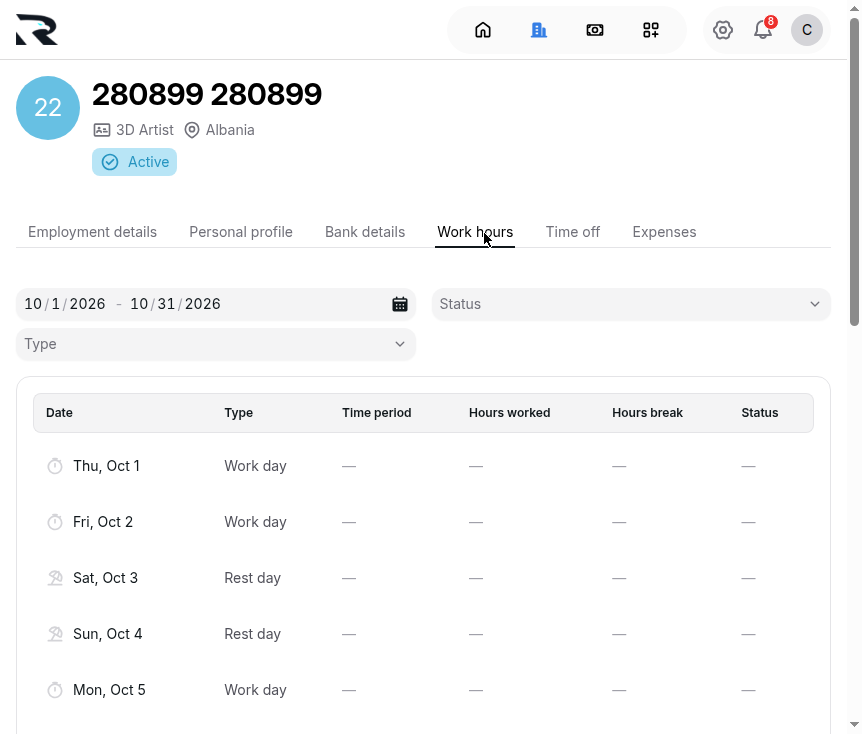 8
C
22
280899 280899
3D Artist Albania
Active
Employment details Personal profile Bank details Work hours Time off Expenses
10/1/2026 - 10/31/2026 Status
Type
Date Type Time period Hours worked Hours break Status
Thu, Oct 1 Work day — — — —
Fri, Oct 2 Work day — — — —
Sat, Oct 3 Rest day — — — —
Sun, Oct 4 Rest day — — — —
Mon, Oct 5 Work day — — — —